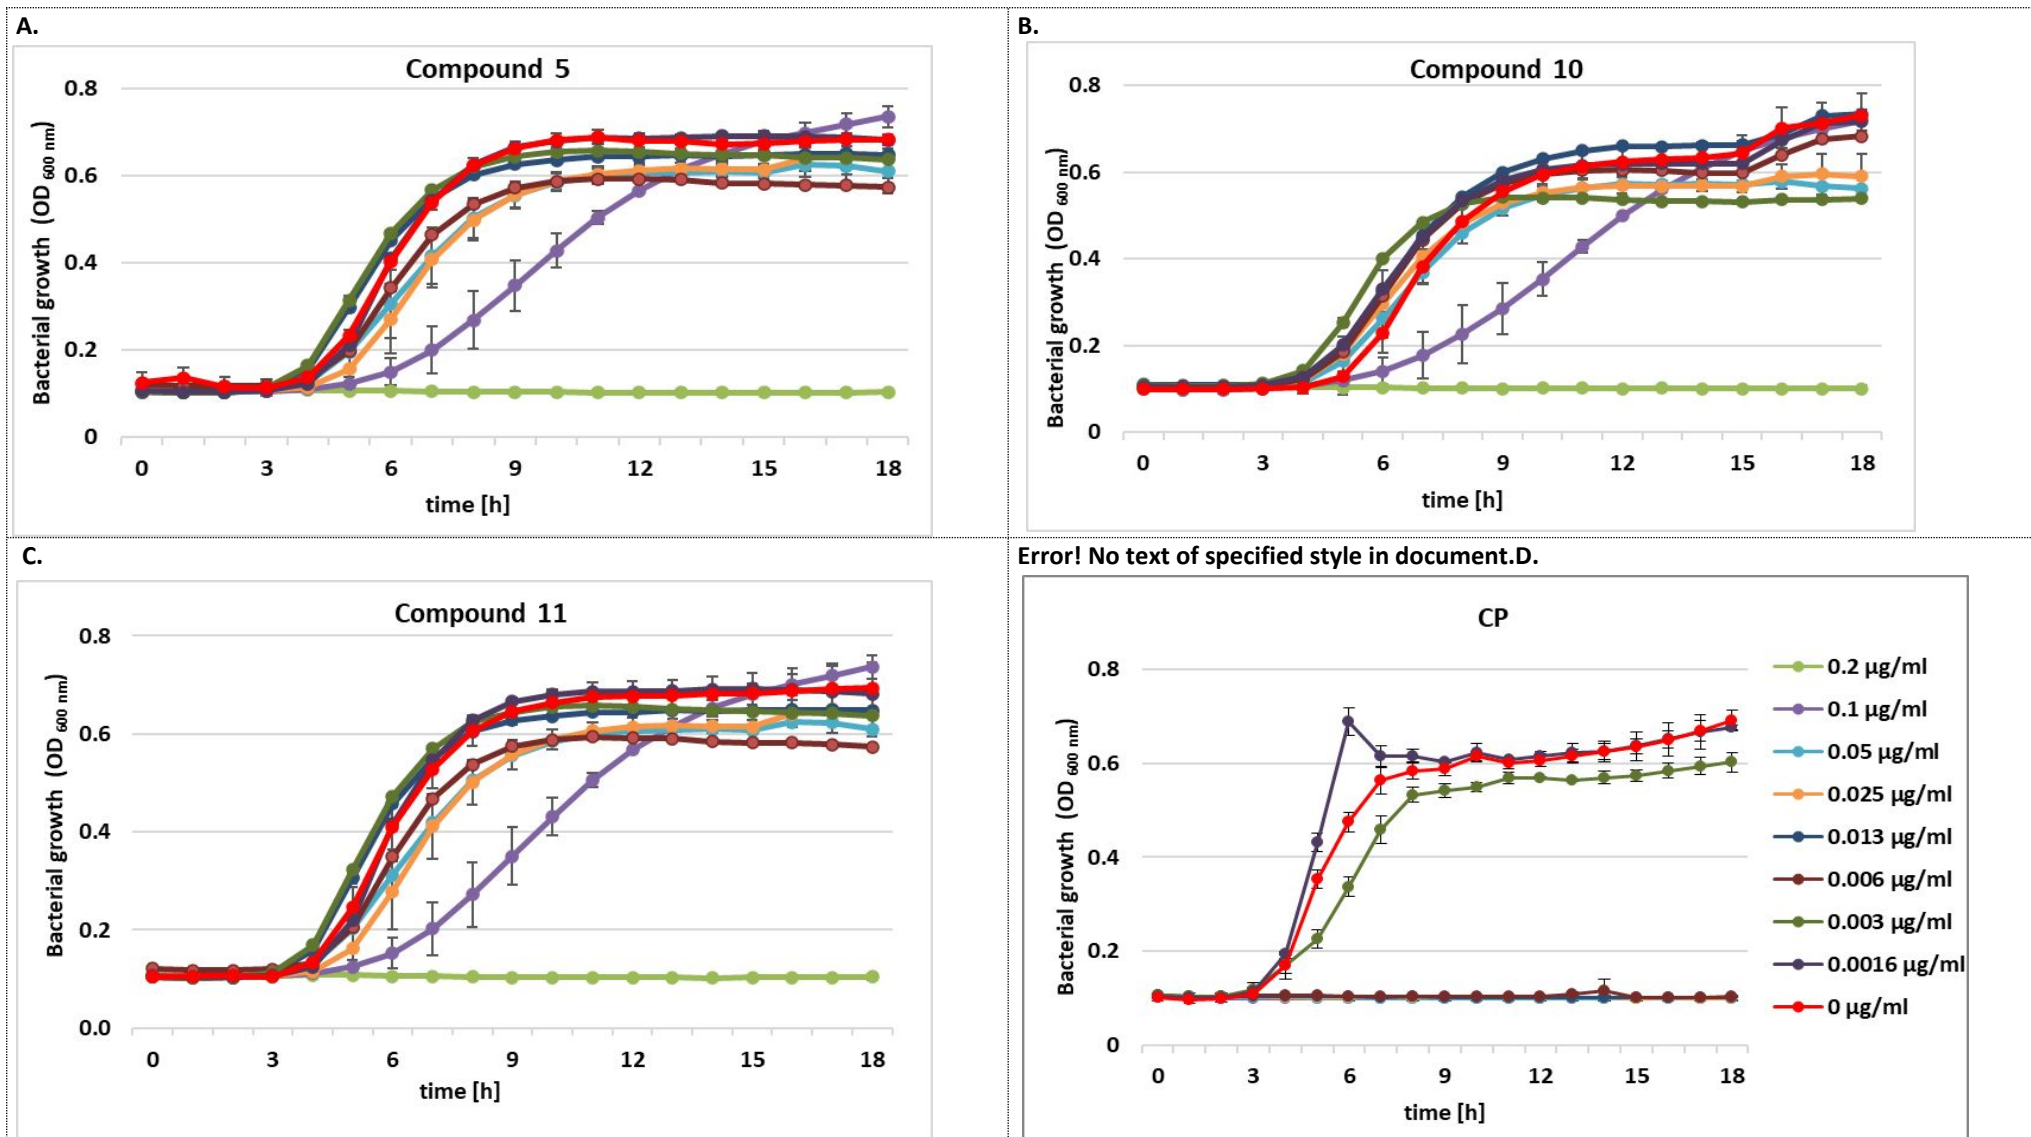 A.
Compound 5
Bacterial growth (OD 600 nm)
0.8
0.6
0.4
0.2
0
0 3 6 9 12 15 18
time [h]
B.
Compound 10
Bacterial growth (OD 600 nm)
0.8
0.6
0.4
0.2
0
0 3 6 9 12 15 18
time [h]
C.
Compound 11
Bacterial growth (OD 600 nm)
0.8
0.6
0.4
0.2
0.0
0 3 6 9 12 15 18
time [h]
Error! No text of specified style in document.D.
CP
Bacterial growth (OD 600 nm)
0.8
0.6
0.4
0.2
0
0 3 6 9 12 15 18
time [h]
0.2 µg/ml
0.1 µg/ml
0.05 µg/ml
0.025 µg/ml
0.013 µg/ml
0.006 µg/ml
0.003 µg/ml
0.0016 µg/ml
0 µg/ml